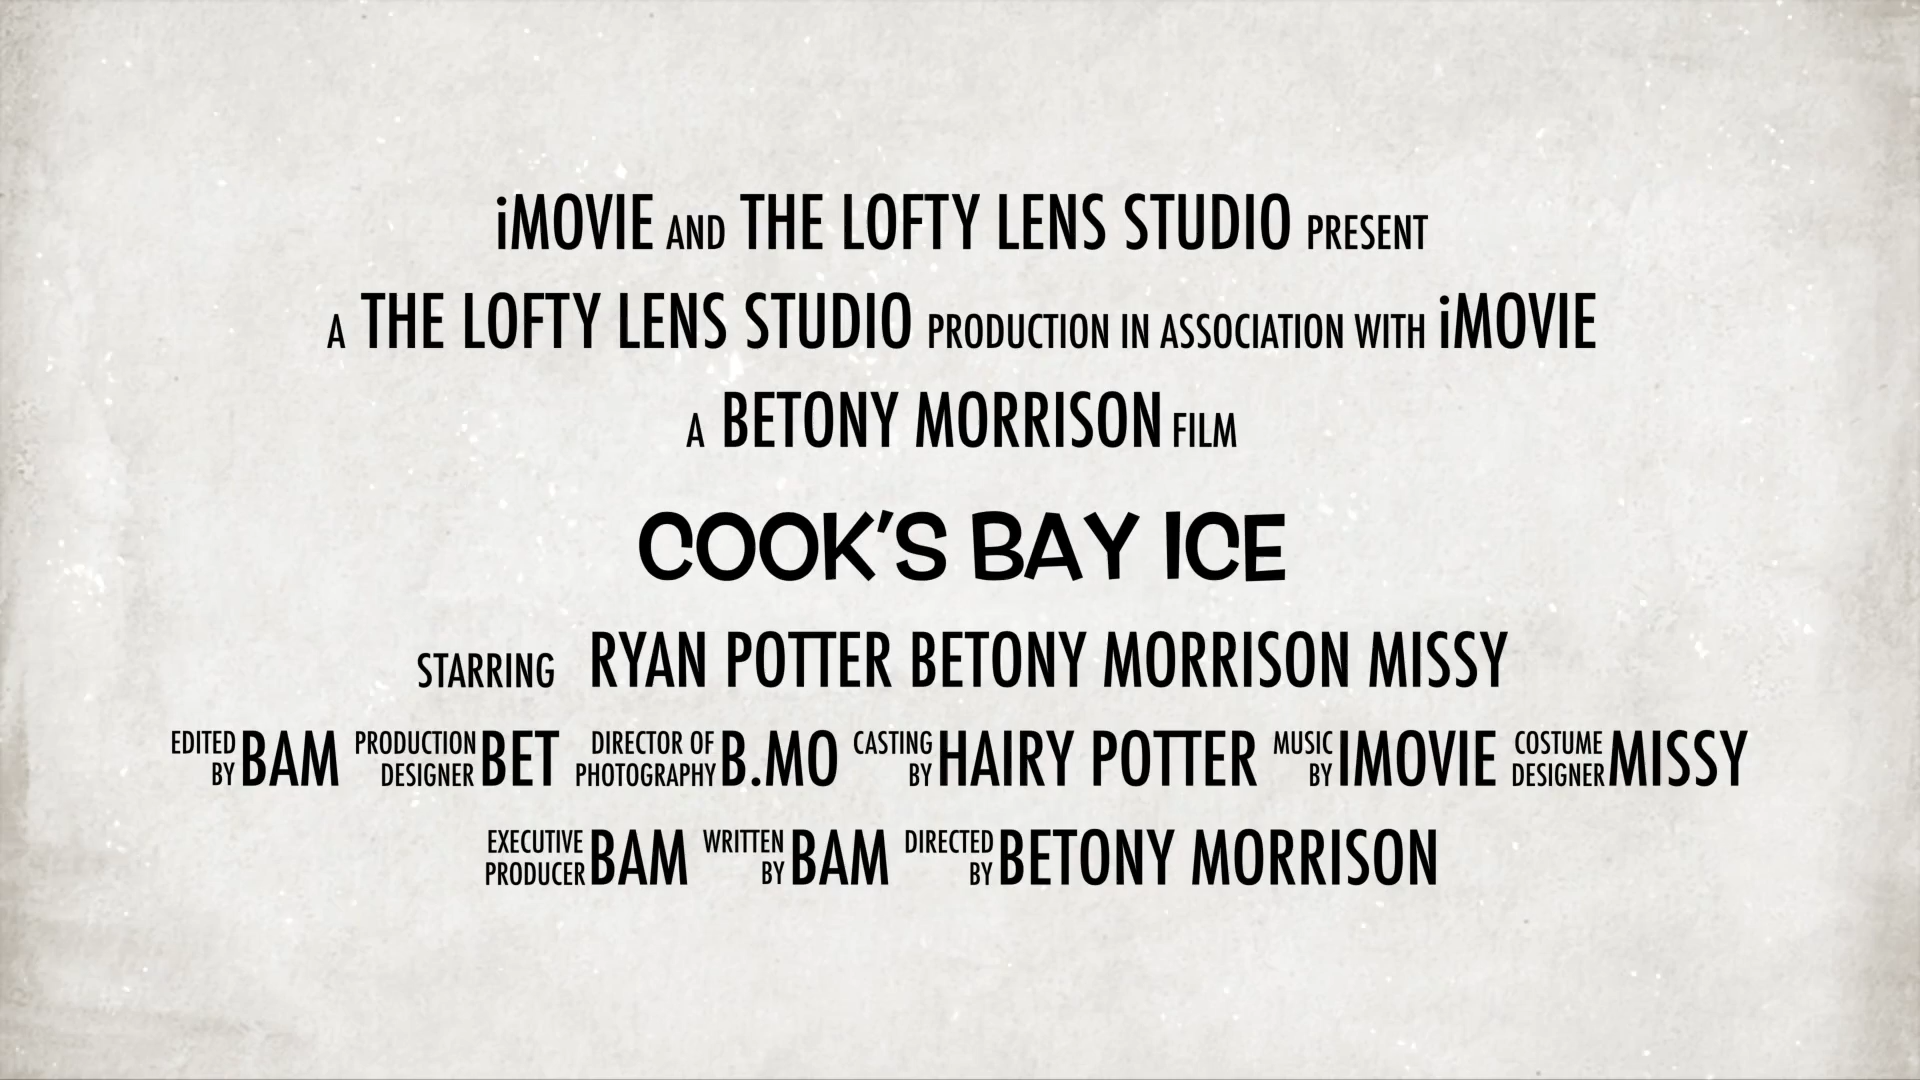 iMOVIE AND THE LOFTY LENS STUDIO PRESENT
A THE LOFTY LENS STUDIO PRODUCTION IN ASSOCIATION WITH iMOVIE
A BETONY MORRISON FILM
COOK'S BAY ICE
STARRING RYAN POTTER BETONY MORRISON MISSY
EDITED BY BAM PRODUCTION DESIGNER BET DIRECTOR OF PHOTOGRAPHY B.MO CASTING BY HAIRY POTTER MUSIC BY IMOVIE COSTUME DESIGNER MISSY
EXECUTIVE PRODUCER BAM WRITTEN BY BAM DIRECTED BY BETONY MORRISON